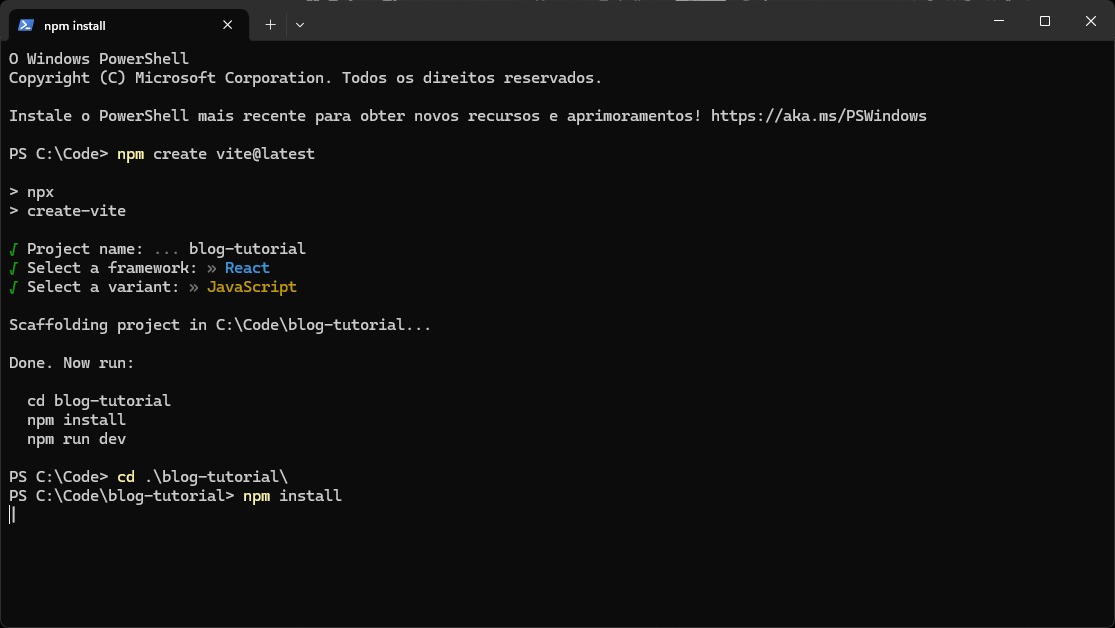 npm install
O Windows PowerShell
Copyright (C) Microsoft Corporation. Todos os direitos reservados.
Instale o PowerShell mais recente para obter novos recursos e aprimoramentos! https://aka.ms/PSWindows
PS C:\Code> npm create vite@latest
> npx
> create-vite
√ Project name: ... blog-tutorial
√ Select a framework: » React
√ Select a variant: » JavaScript
Scaffolding project in C:\Code\blog-tutorial...
Done. Now run:
cd blog-tutorial
npm install
npm run dev
PS C:\Code> cd .\blog-tutorial\
PS C:\Code\blog-tutorial> npm install